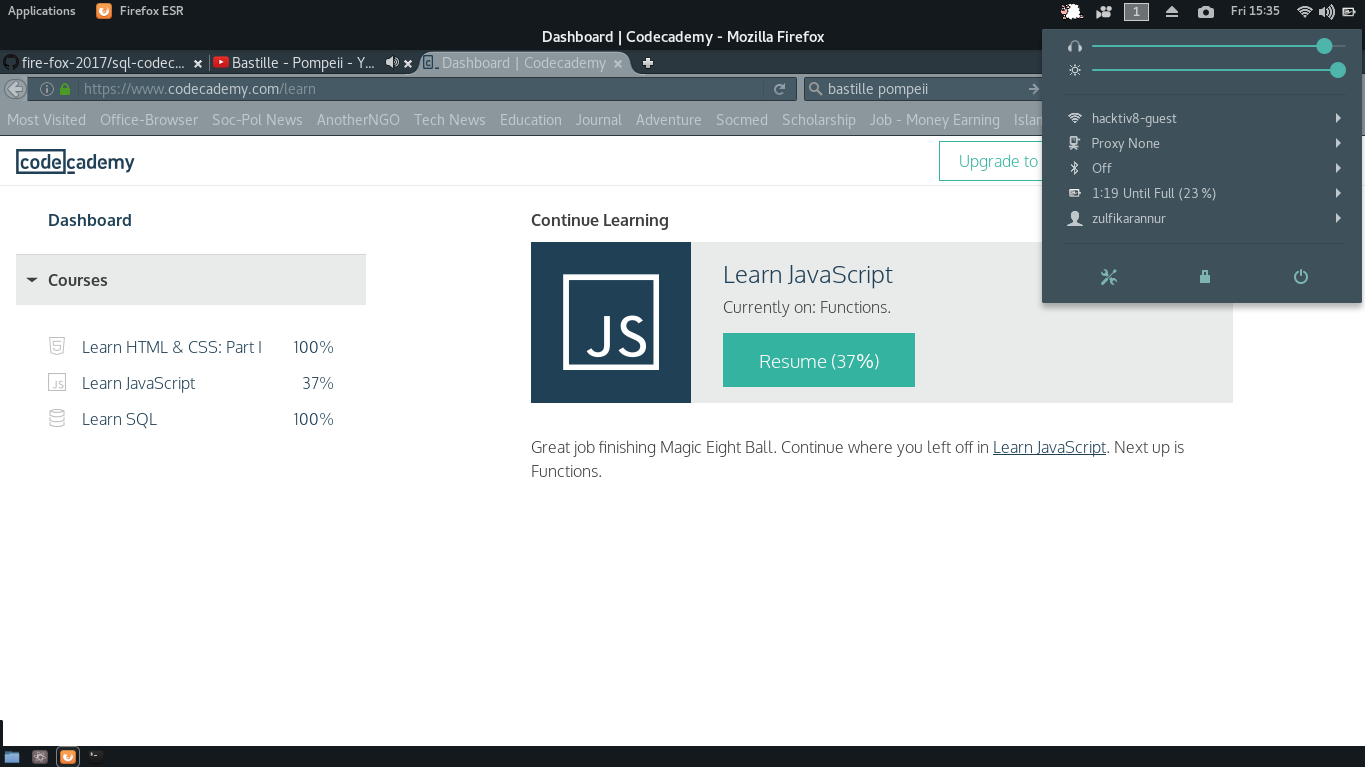 Applications Firefox ESR 1 Fri 15:35
Dashboard | Codecademy - Mozilla Firefox
fire-fox-2017/sql-codec... Bastille - Pompeii - Y... Dashboard | Codecademy
https://www.codecademy.com/learn bastille pompeii
Most Visited Office-Browser Soc-Pol News AnotherNGO Tech News Education Journal Adventure Socmed Scholarship Job - Money Earning Islam
codecademy Upgrade to
hacktiv8-guest
Proxy None
Off
1:19 Until Full (23 %)
zulfikarannur
Dashboard
Courses
Learn HTML & CSS: Part I 100%
Learn JavaScript 37%
Learn SQL 100%
Continue Learning
JS
Learn JavaScript
Currently on: Functions.
Resume (37%)
Great job finishing Magic Eight Ball. Continue where you left off in Learn JavaScript. Next up is
Functions.